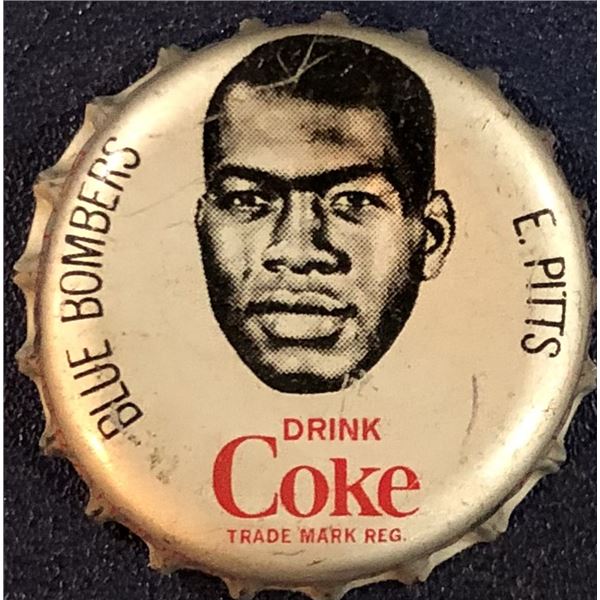 BLUE BOMBERS
E. PITTS
DRINK
Coke
TRADE MARK REG.